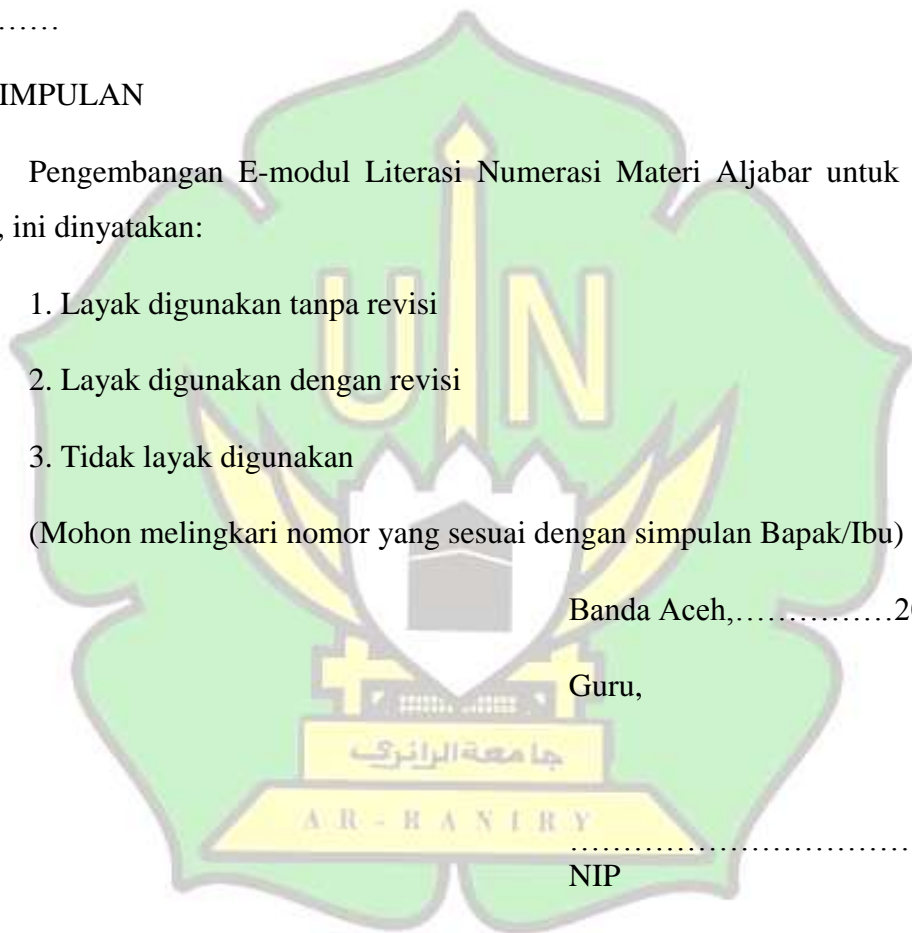 ……
IMPULAN
Pengembangan E-modul Literasi Numerasi Materi Aljabar untuk
, ini dinyatakan:
1. Layak digunakan tanpa revisi
2. Layak digunakan dengan revisi
3. Tidak layak digunakan
(Mohon melingkari nomor yang sesuai dengan simpulan Bapak/Ibu)
Banda Aceh,……………2
Guru,
……………………………
NIP
UIN
جامعة الرانري
AR-RANIRY